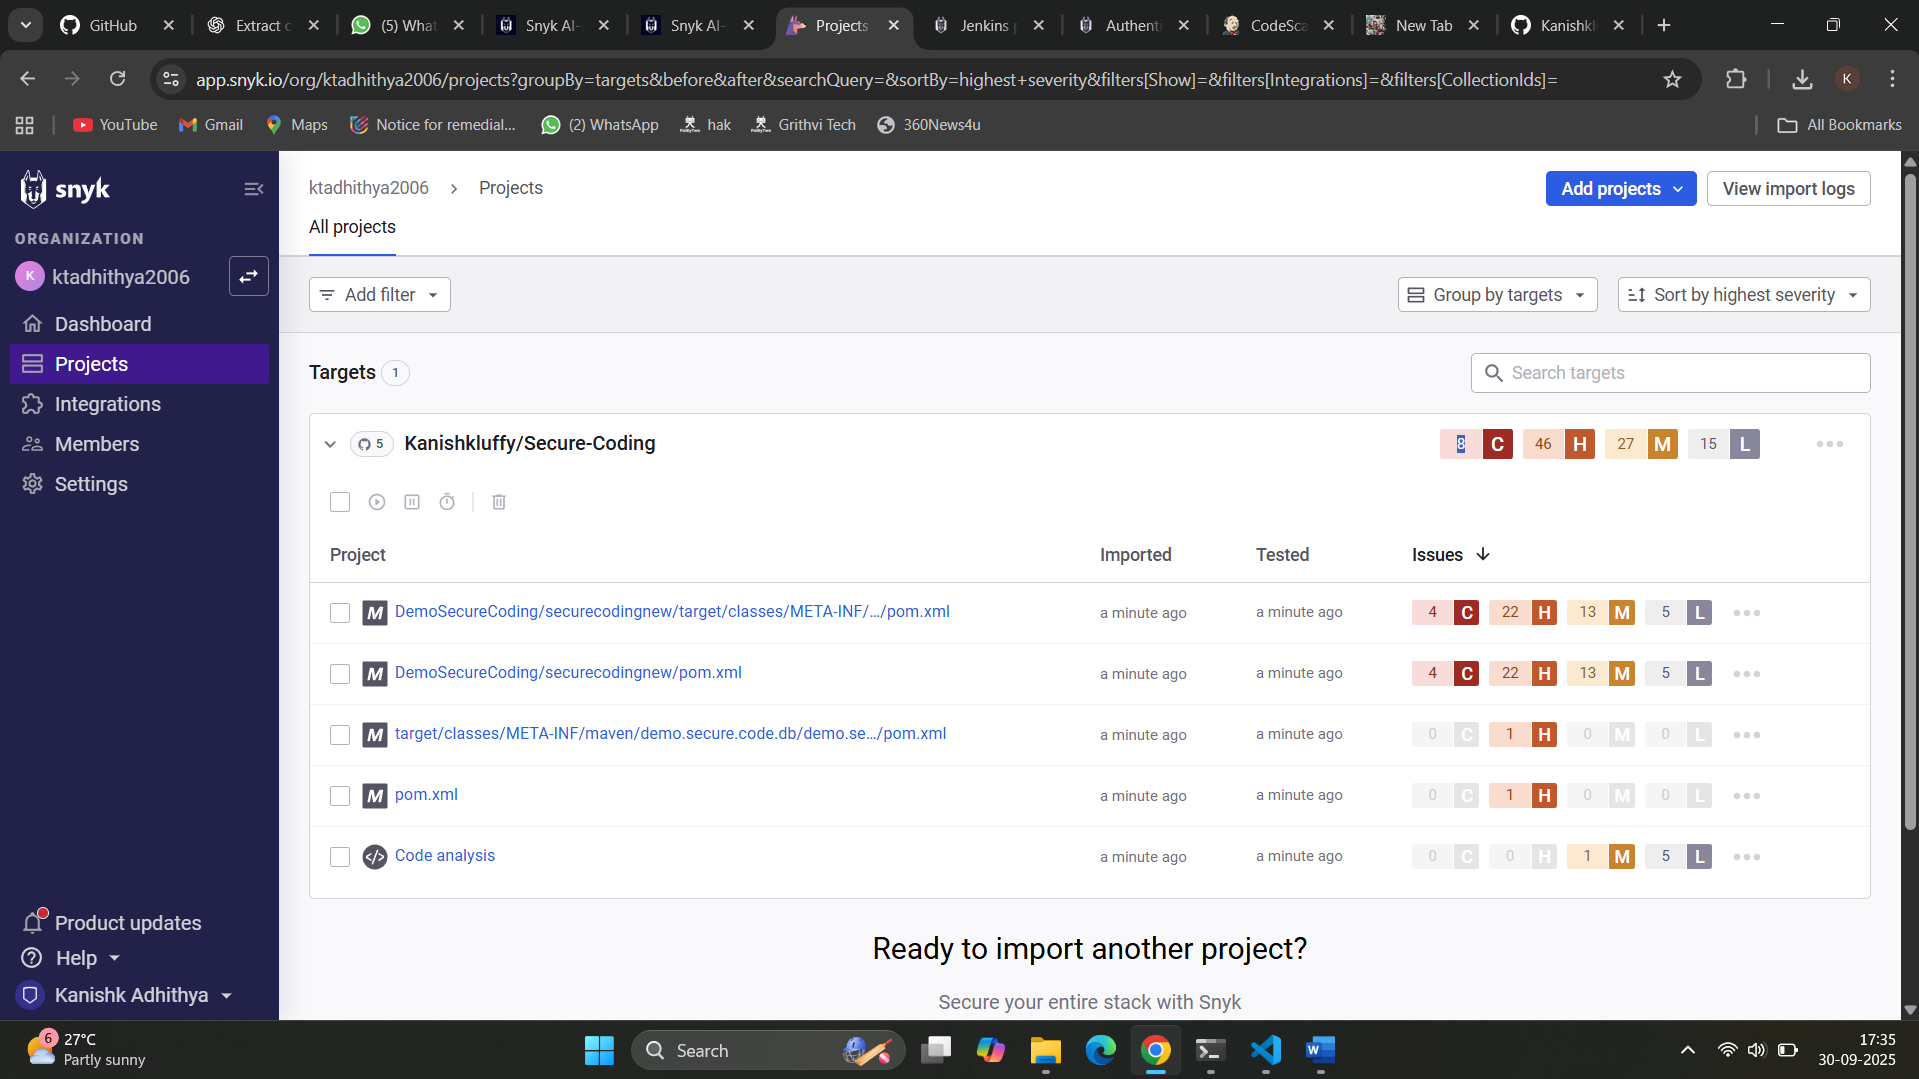 GitHub
Extract c
(5) What
Snyk AI-
Snyk AI-
Projects
Jenkins p
Authenti
CodeSca
New Tab
Kanishkl
app.snyk.io/org/ktadhithya2006/projects?groupBy=targets&before&after&searchQuery=&sortBy=highest+severity&filters[Show]=&filters[Integrations]=&filters[CollectionIds]=
K
YouTube
Gmail
Maps
Notice for remedial...
(2) WhatsApp
hak
Grithvi Tech
360News4u
All Bookmarks
snyk
ORGANIZATION
K ktadhithya2006
Dashboard
Projects
Integrations
Members
Settings
Product updates
Help
Kanishk Adhithya
ktadhithya2006 > Projects
Add projects
View import logs
All projects
Add filter
Group by targets
Sort by highest severity
Targets 1
Search targets
5 Kanishkluffy/Secure-Coding 8 C 46 H 27 M 15 L
Project Imported Tested Issues
M DemoSecureCoding/securecodingnew/target/classes/META-INF/.../pom.xml a minute ago a minute ago 4 C 22 H 13 M 5 L
M DemoSecureCoding/securecodingnew/pom.xml a minute ago a minute ago 4 C 22 H 13 M 5 L
M target/classes/META-INF/maven/demo.secure.code.db/demo.se.../pom.xml a minute ago a minute ago 0 C 1 H 0 M 0 L
M pom.xml a minute ago a minute ago 0 C 1 H 0 M 0 L
Code analysis a minute ago a minute ago 0 C 0 H 1 M 5 L
Ready to import another project?
Secure your entire stack with Snyk
6
27°C
Partly sunny
Search
17:35
30-09-2025